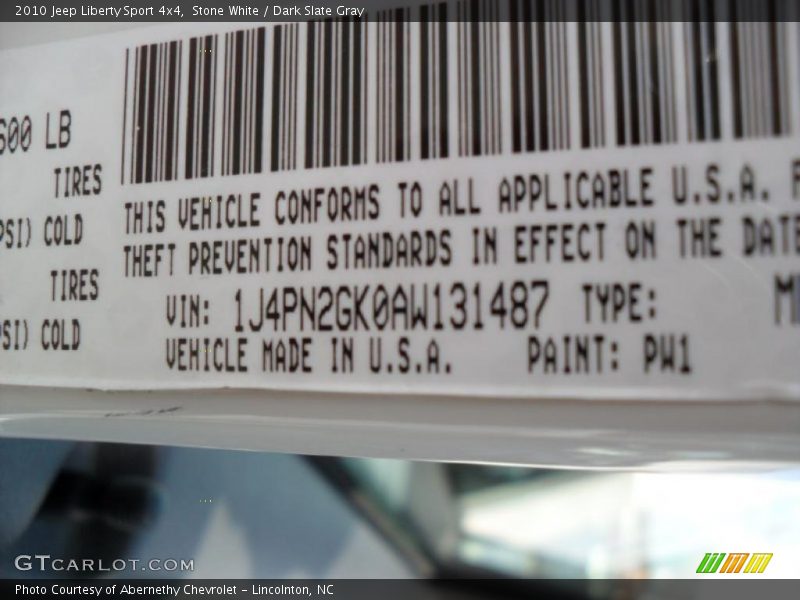 2010 Jeep Liberty Sport 4x4, Stone White / Dark Slate Gray
600 LB
TIRES
PSI) COLD
TIRES
PSI) COLD
THIS VEHICLE CONFORMS TO ALL APPLICABLE U.S.A. F
THEFT PREVENTION STANDARDS IN EFFECT ON THE DATE
VIN: 1J4PN2GK0AW131487 TYPE: M
VEHICLE MADE IN U.S.A. PAINT: PW1
GTCARLOT.COM
Photo Courtesy of Abernethy Chevrolet – Lincolnton, NC